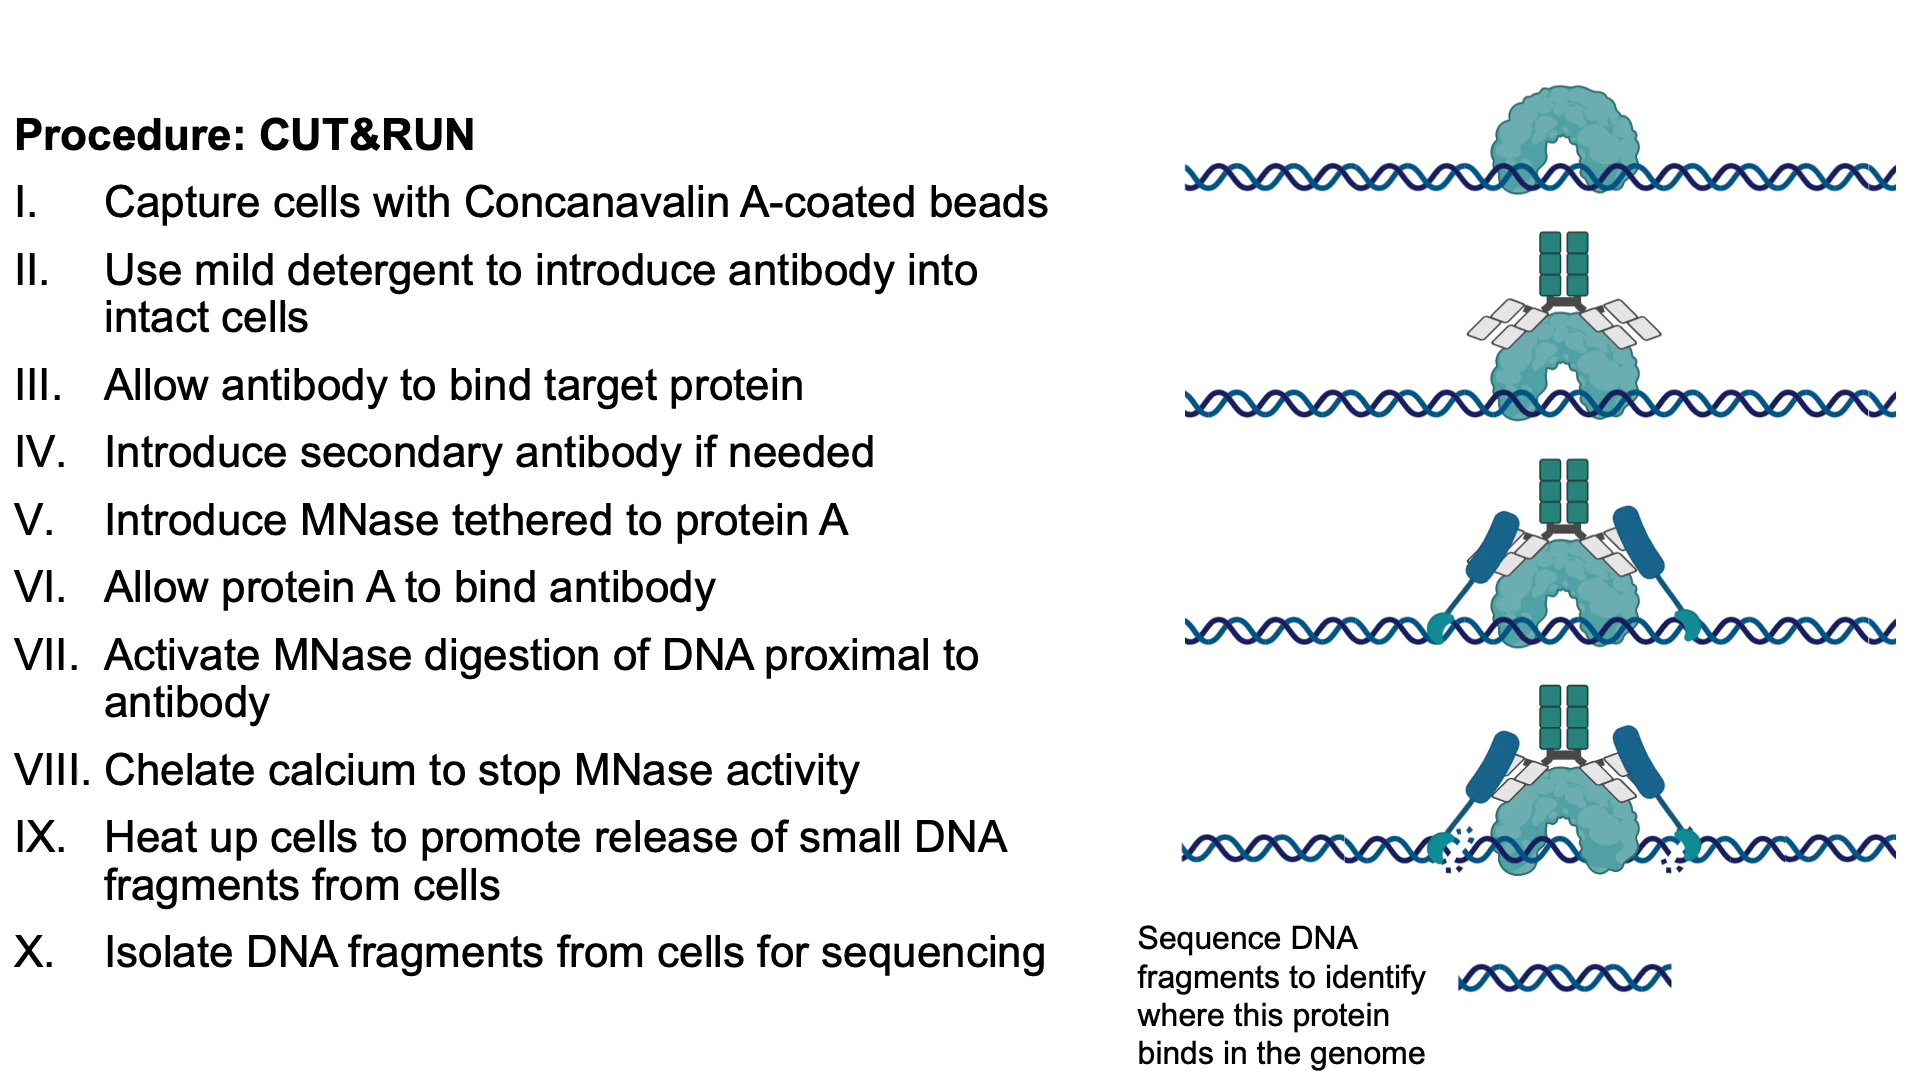 Procedure: CUT&RUN
I. Capture cells with Concanavalin A-coated beads
II. Use mild detergent to introduce antibody into
intact cells
III. Allow antibody to bind target protein
IV. Introduce secondary antibody if needed
V. Introduce MNase tethered to protein A
VI. Allow protein A to bind antibody
VII. Activate MNase digestion of DNA proximal to
antibody
VIII. Chelate calcium to stop MNase activity
IX. Heat up cells to promote release of small DNA
fragments from cells
X. Isolate DNA fragments from cells for sequencing
Sequence DNA
fragments to identify
where this protein
binds in the genome